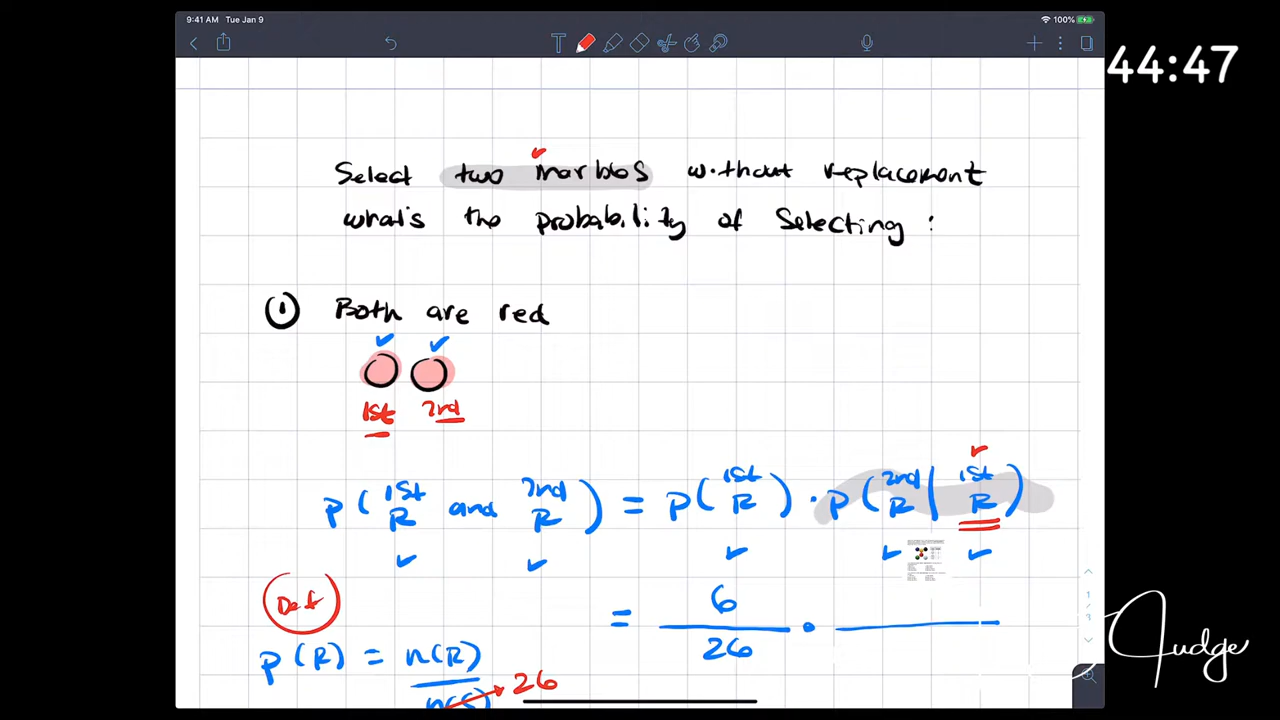 9:41 AM Tue Jan 9
100%
44:47
Select two marbles without replacement
what's the probability of Selecting :
① Both are red
1st 2nd
P( 1st R and 2nd R ) = P( 1st R ) · P( 2nd R | 1st R )
= 6/26 ·
Def
P(R) = n(R)/n(S) 26
Judge